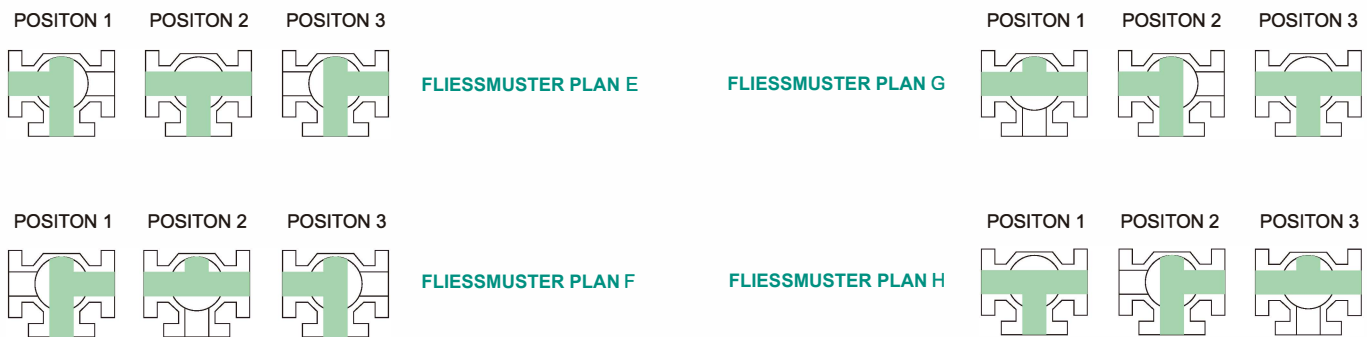 POSITON 1 POSITON 2 POSITON 3
FLIESSMUSTER PLAN E
POSITON 1 POSITON 2 POSITON 3
FLIESSMUSTER PLAN G
POSITON 1 POSITON 2 POSITON 3
FLIESSMUSTER PLAN F
POSITON 1 POSITON 2 POSITON 3
FLIESSMUSTER PLAN H